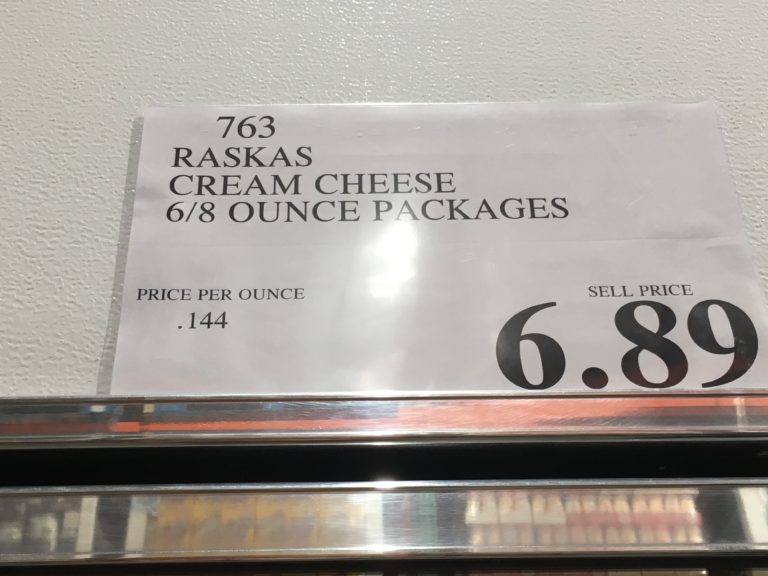 763
RASKAS
CREAM CHEESE
6/8 OUNCE PACKAGES
PRICE PER OUNCE
.144
SELL PRICE
6.89